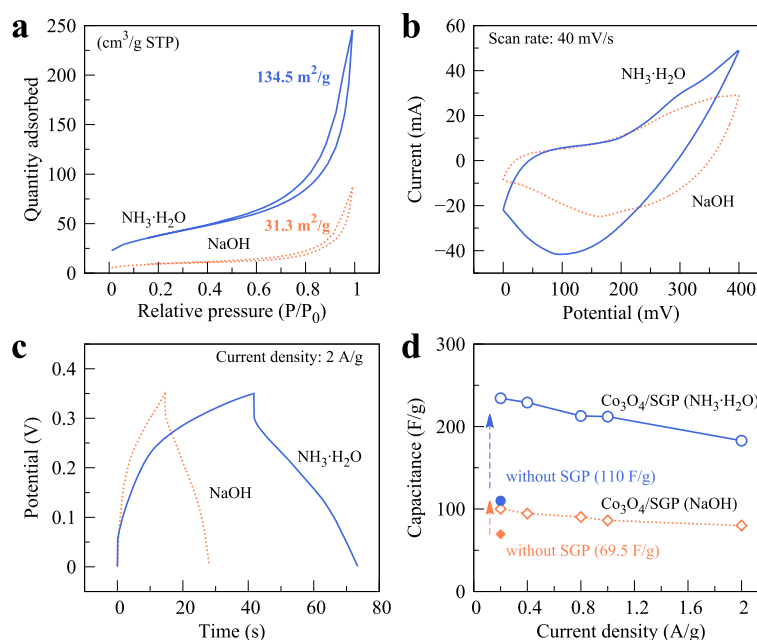 a
(cm³/g STP)
250
200
150
100
50
0
Quantity adsorbed
134.5 m²/g
NH₃·H₂O
NaOH
31.3 m²/g
0 0.2 0.4 0.6 0.8 1
Relative pressure (P/P₀)
b
Scan rate: 40 mV/s
60
40
20
0
−20
−40
Current (mA)
NH₃·H₂O
NaOH
0 100 200 300 400
Potential (mV)
c
Current density: 2 A/g
0.4
0.3
0.2
0.1
0
Potential (V)
NH₃·H₂O
NaOH
0 20 40 60 80
Time (s)
d
300
200
100
0
Capacitance (F/g)
Co₃O₄/SGP (NH₃·H₂O)
without SGP (110 F/g)
Co₃O₄/SGP (NaOH)
without SGP (69.5 F/g)
0 0.4 0.8 1.2 1.6 2
Current density (A/g)